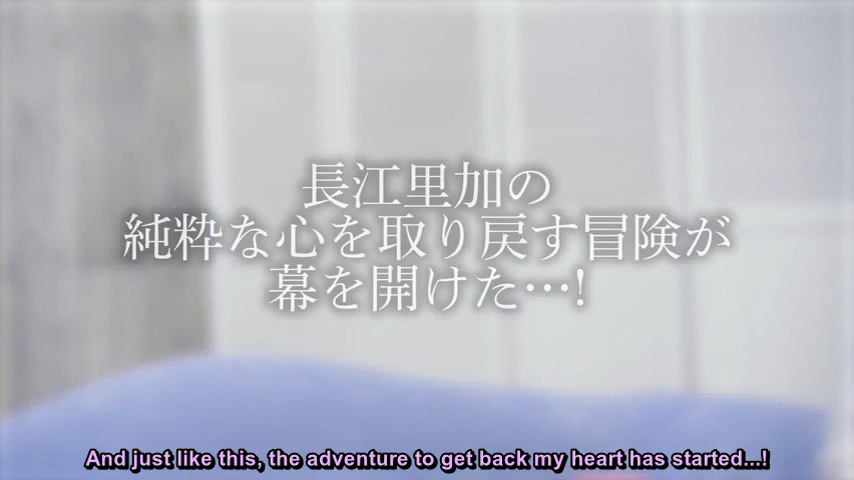 長江里加の
純粋な心を取り戻す冒険が
幕を開けた…!
And just like this, the adventure to get back my heart has started...!